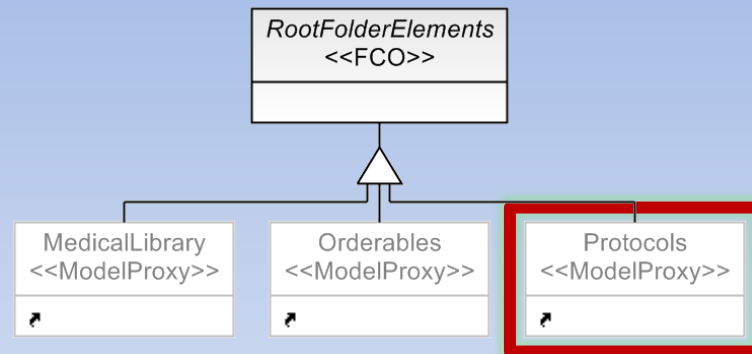 RootFolderElements
<<FCO>>
MedicalLibrary
<<ModelProxy>>
Orderables
<<ModelProxy>>
Protocols
<<ModelProxy>>